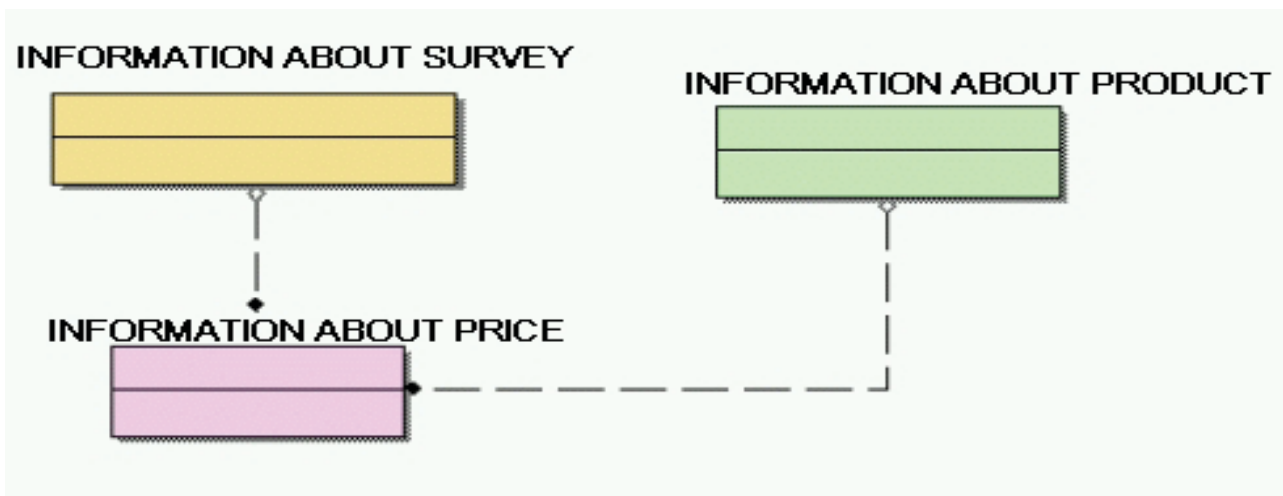 INFORMATION ABOUT SURVEY
INFORMATION ABOUT PRODUCT
INFORMATION ABOUT PRICE